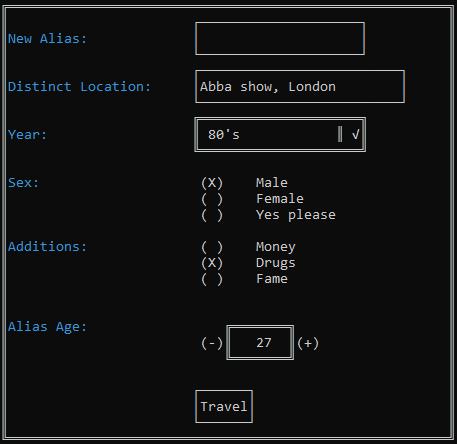 New Alias:
Distinct Location: Abba show, London
Year: 80's √
Sex: (X) Male
( ) Female
( ) Yes please
Additions: ( ) Money
(X) Drugs
( ) Fame
Alias Age:
(-) 27 (+)
Travel